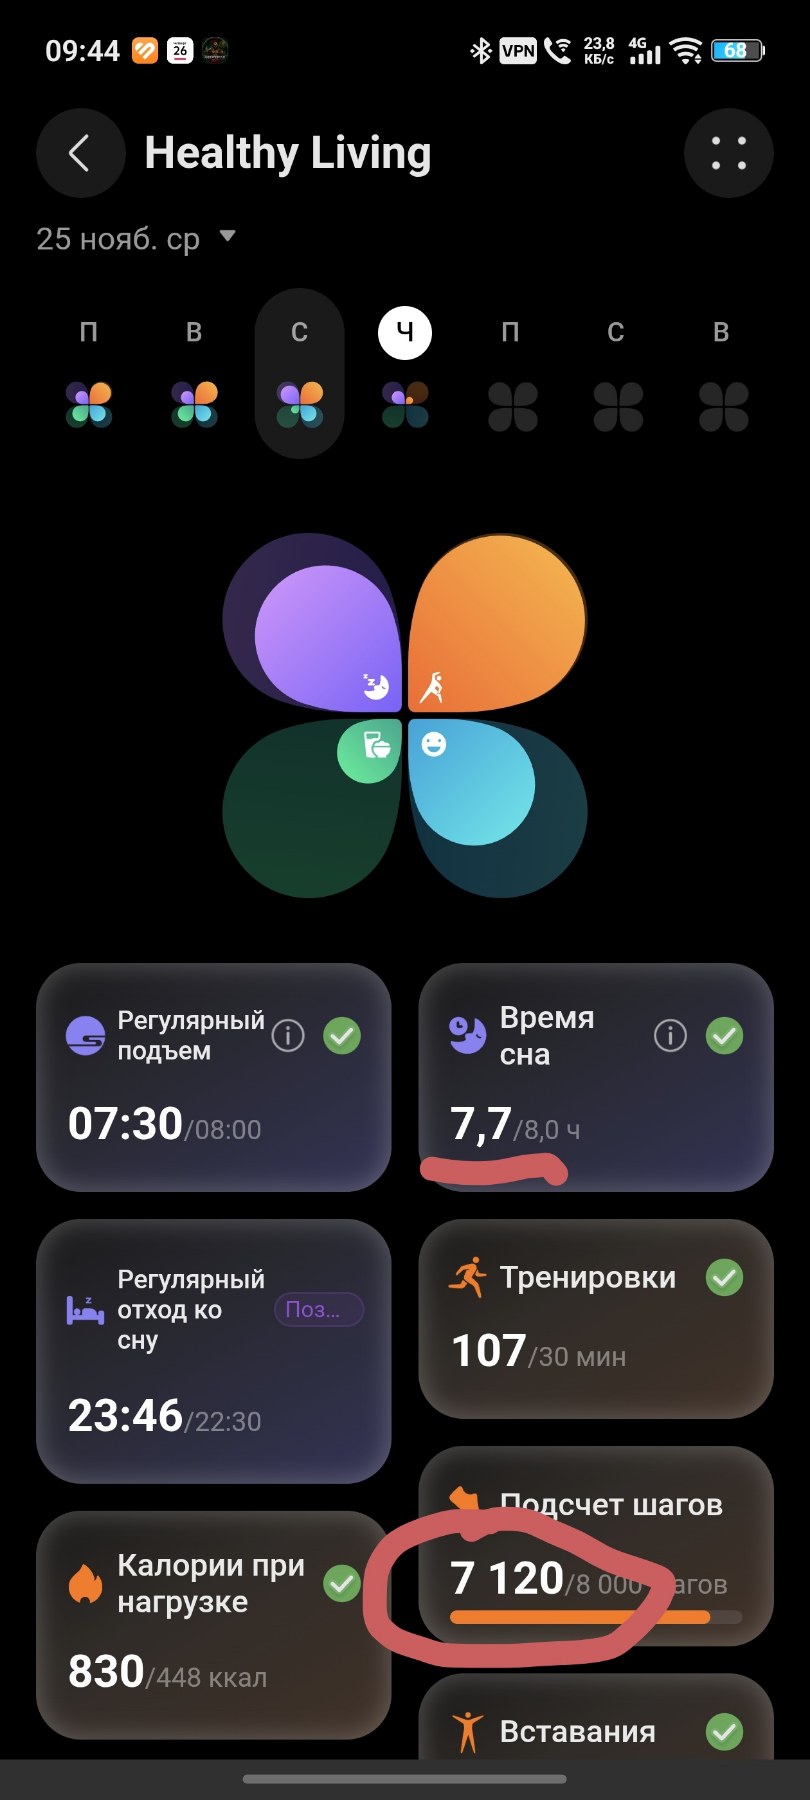 09:44
26
VPN
23,8
КБ/с
4G
68
Healthy Living
25 нояб. ср
П В С Ч П С В
Регулярный
подъем
07:30/08:00
Время
сна
7,7/8,0 ч
Регулярный
отход ко
сну
Поз...
23:46/22:30
Тренировки
107/30 мин
Подсчет шагов
7 120/8 000
Калории при
нагрузке
830/448 ккал
Вставания